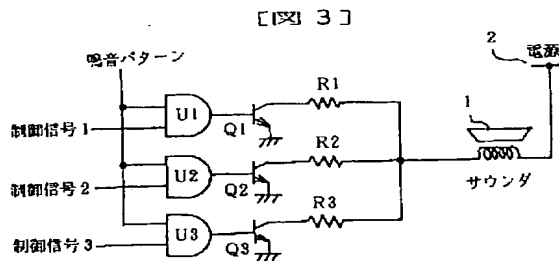 [図 3]
2
電源
鳴音パターン
R1
U1
1
制御信号1
Q1
R2
U2
サウンダ
制御信号2
Q2
R3
U3
制御信号3
Q3